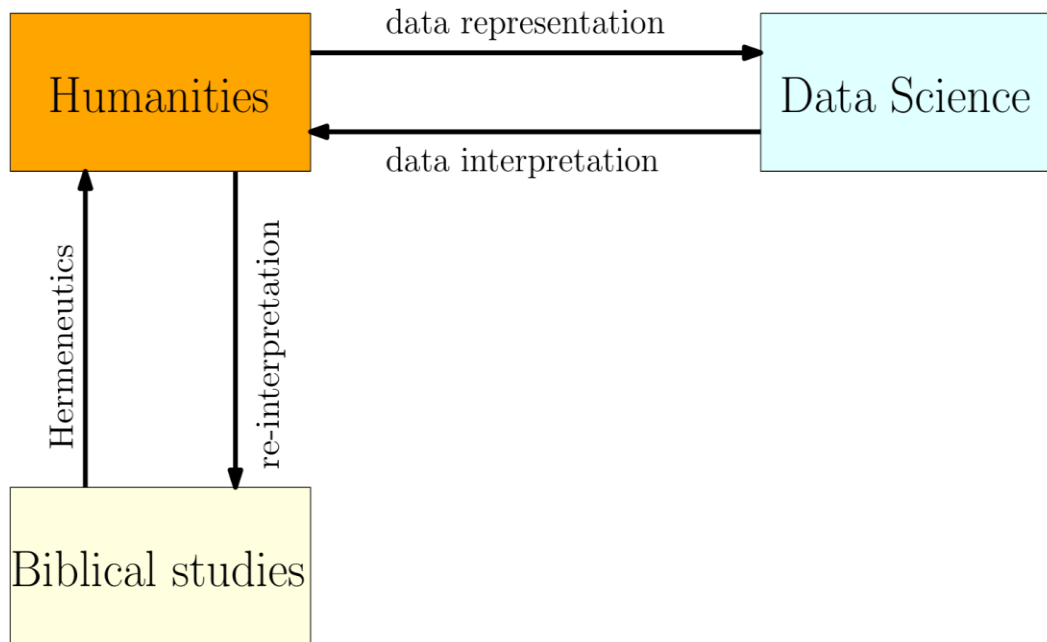 data representation
Humanities
Data Science
data interpretation
Hermeneutics
re-interpretation
Biblical studies